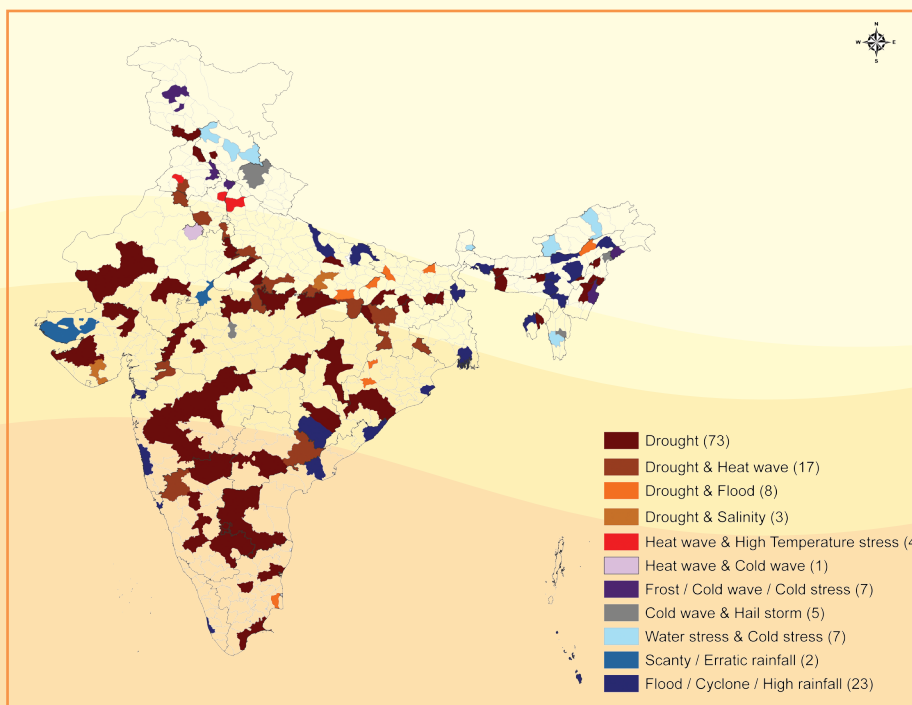 N
W E
S
Drought (73)
Drought & Heat wave (17)
Drought & Flood (8)
Drought & Salinity (3)
Heat wave & High Temperature stress (4
Heat wave & Cold wave (1)
Frost / Cold wave / Cold stress (7)
Cold wave & Hail storm (5)
Water stress & Cold stress (7)
Scanty / Erratic rainfall (2)
Flood / Cyclone / High rainfall (23)